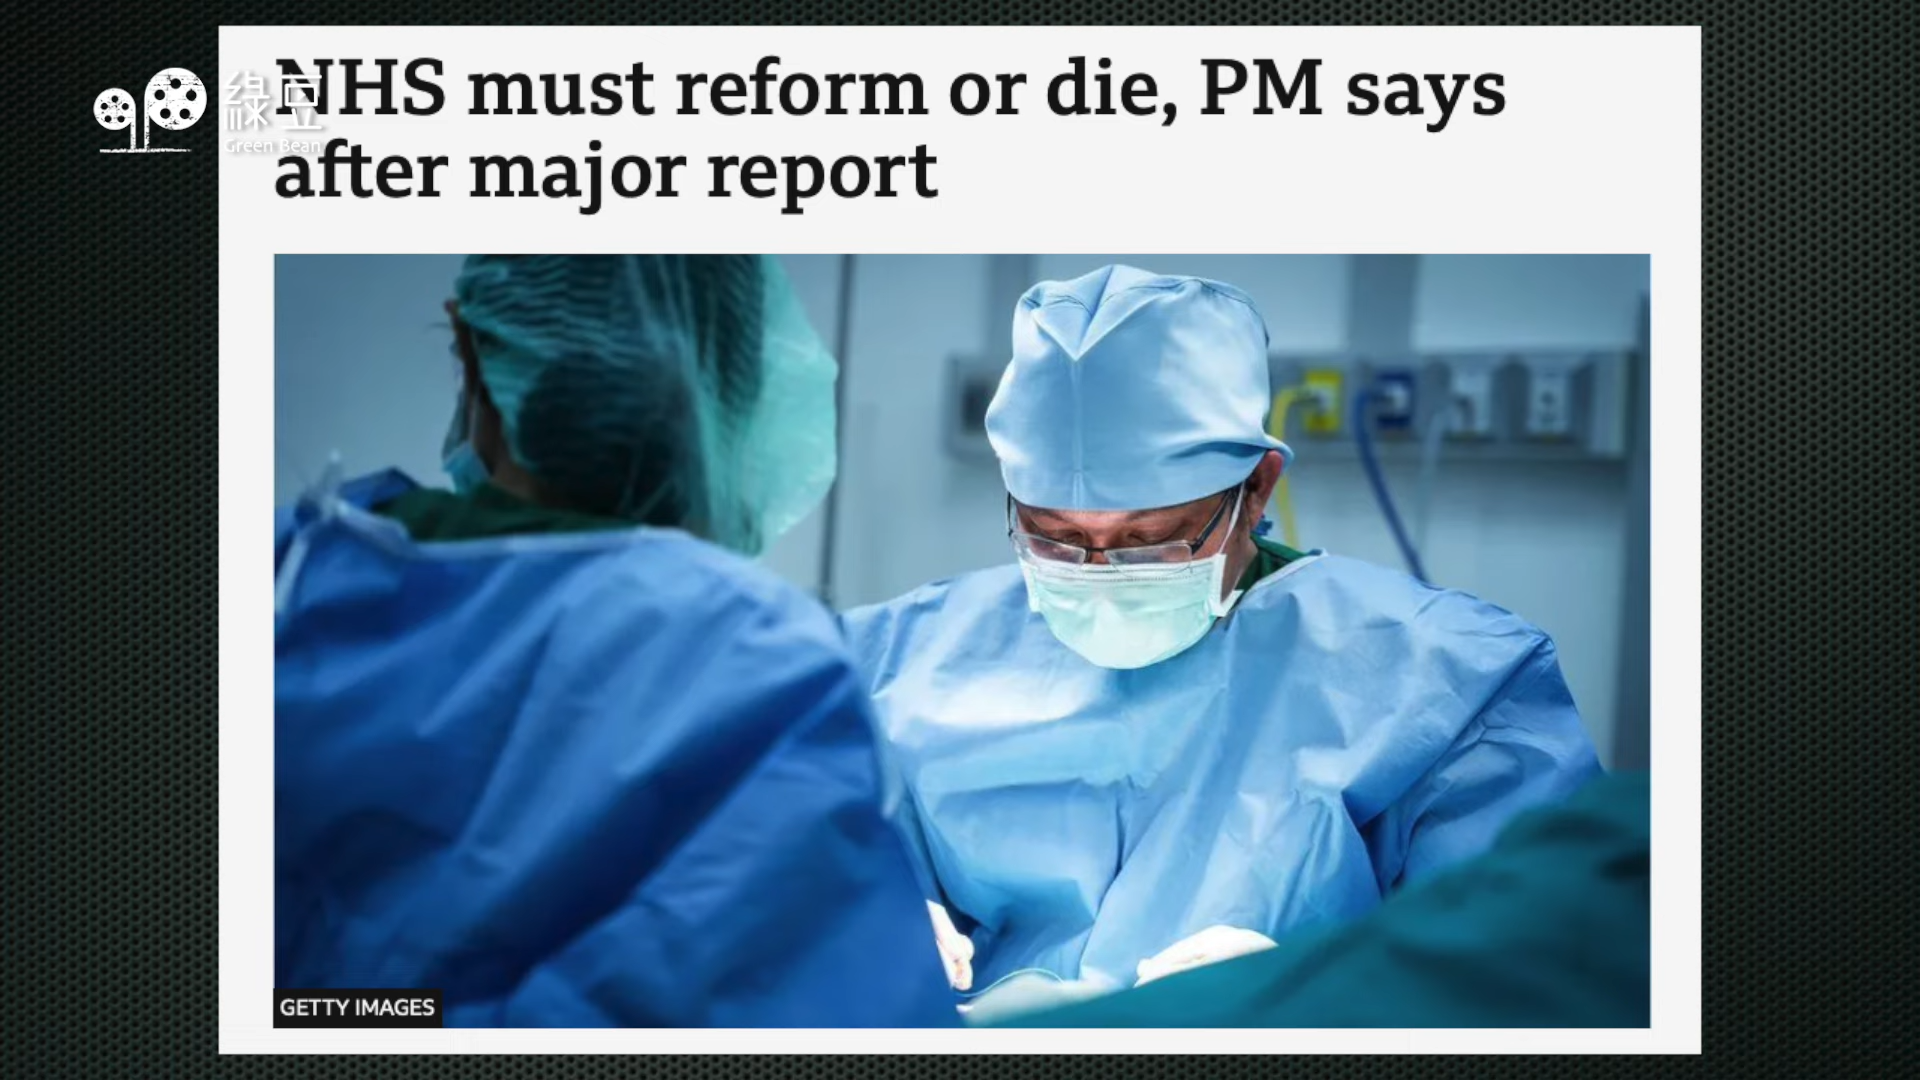 綠豆
Green Bean
NHS must reform or die, PM says
after major report
GETTY IMAGES